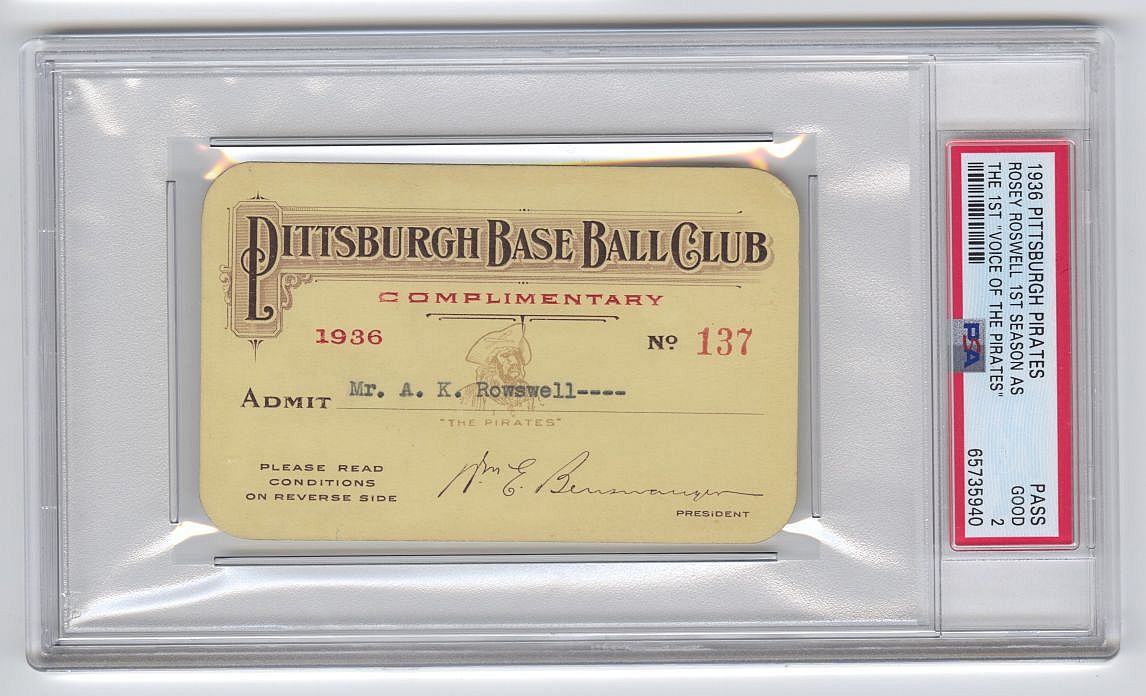 PITTSBURGH BASE BALL CLUB
COMPLIMENTARY
1936 Nº 137
ADMIT Mr. A. K. Rowswell----
"THE PIRATES"
PLEASE READ
CONDITIONS
ON REVERSE SIDE
Wm. E. Benswanger
PRESIDENT
1936 PITTSBURGH PIRATES PASS
ROSEY ROSWELL 1ST SEASON AS GOOD
THE 1ST "VOICE OF THE PIRATES" 2
65735940
PSA